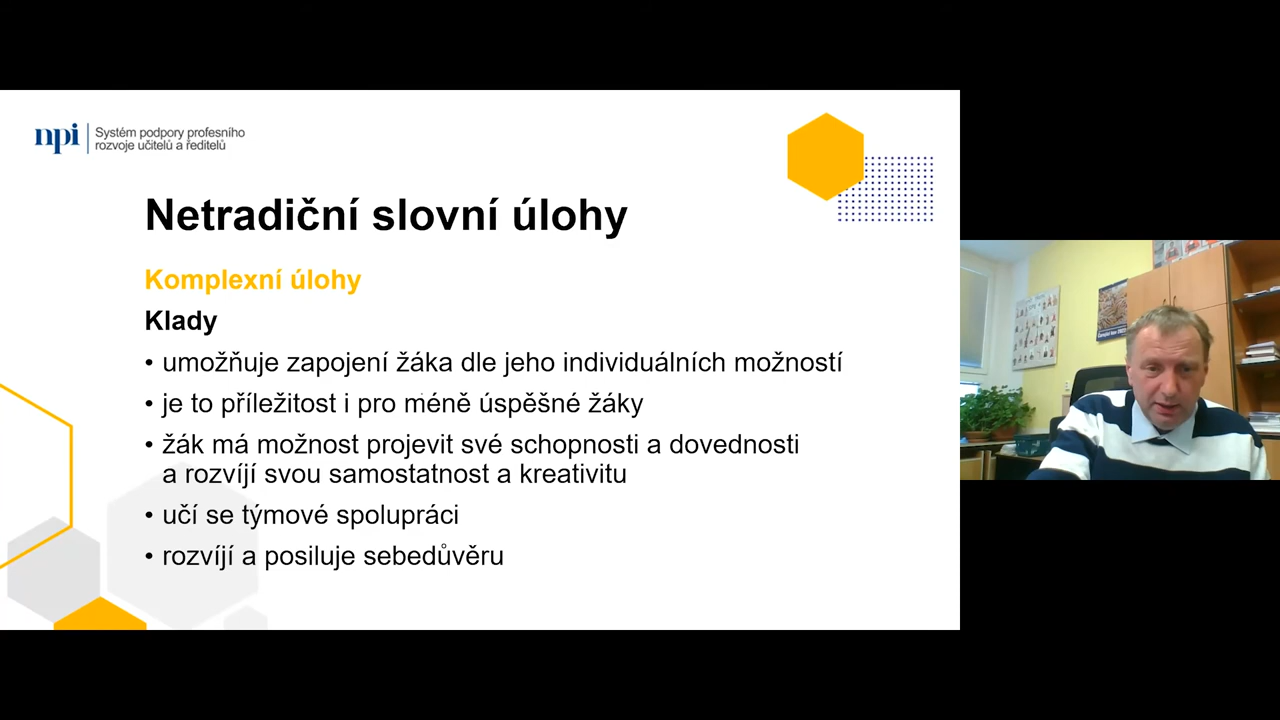 npi
Systém podpory profesního
rozvoje učitelů a ředitelů
Netradiční slovní úlohy
Komplexní úlohy
Klady
• umožňuje zapojení žáka dle jeho individuálních možností
• je to příležitost i pro méně úspěšné žáky
• žák má možnost projevit své schopnosti a dovednosti
a rozvíjí svou samostatnost a kreativitu
• učí se týmové spolupráci
• rozvíjí a posiluje sebedůvěru